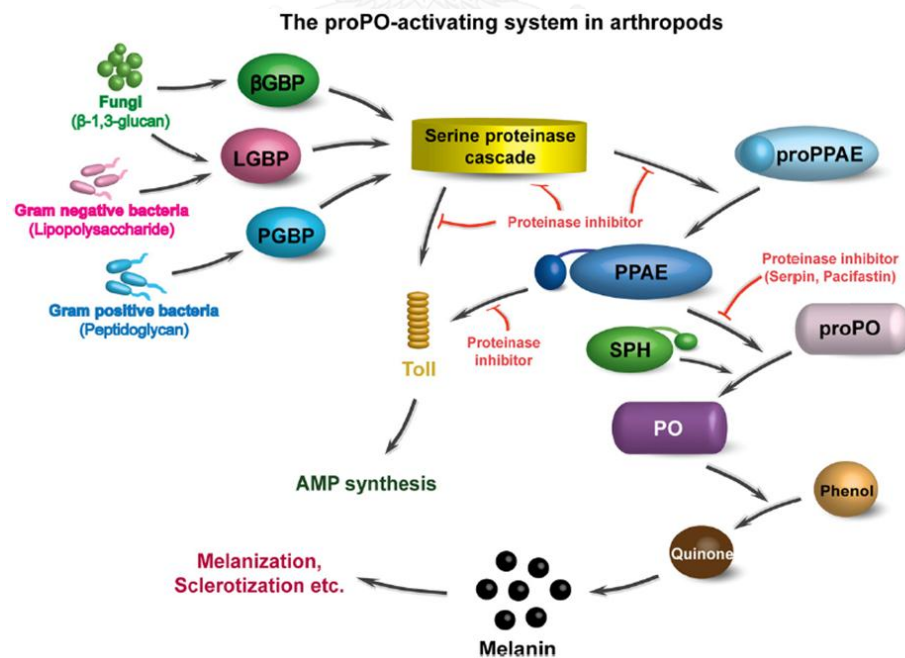 The proPO-activating system in arthropods
Fungi
(β-1,3-glucan)
βGBP
LGBP
Gram negative bacteria
(Lipopolysaccharide)
PGBP
Gram positive bacteria
(Peptidoglycan)
Serine proteinase
cascade
proPPAE
Proteinase inhibitor
PPAE
Proteinase inhibitor
(Serpin, Pacifastin)
Toll
Proteinase
inhibitor
SPH
proPO
PO
AMP synthesis
Phenol
Quinone
Melanization,
Sclerotization etc.
Melanin